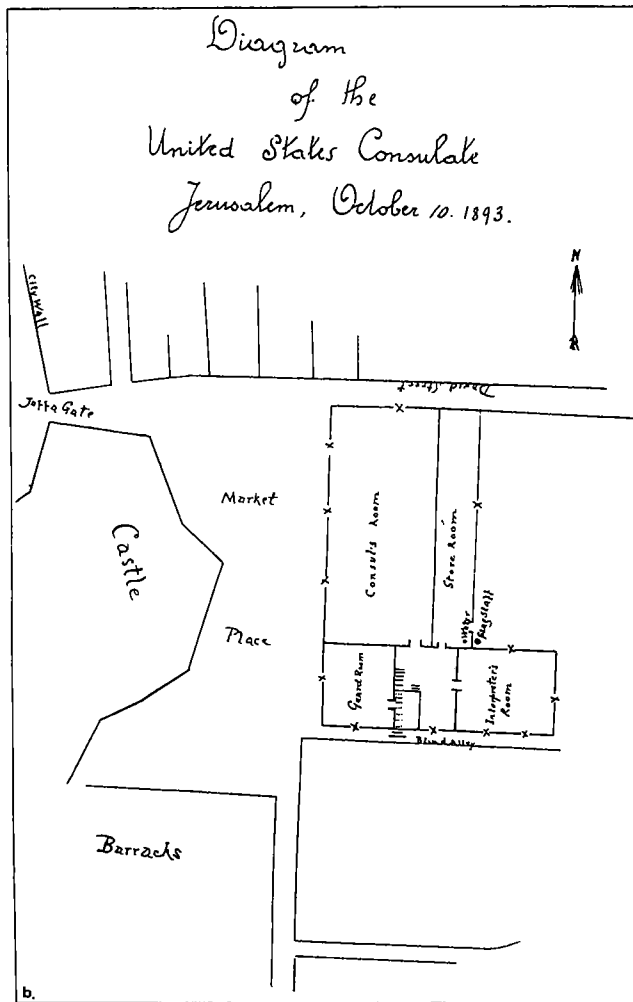 Diagram
of the
United States Consulate
Jerusalem, October 10. 1893.
N
City Wall
David Street
Jaffa Gate
Market
Consul's Room
Store Room
Castle
Water
Flagstaff
Place
Guard Room
Interpreter's
Room
Blind Alley
Barracks
b.